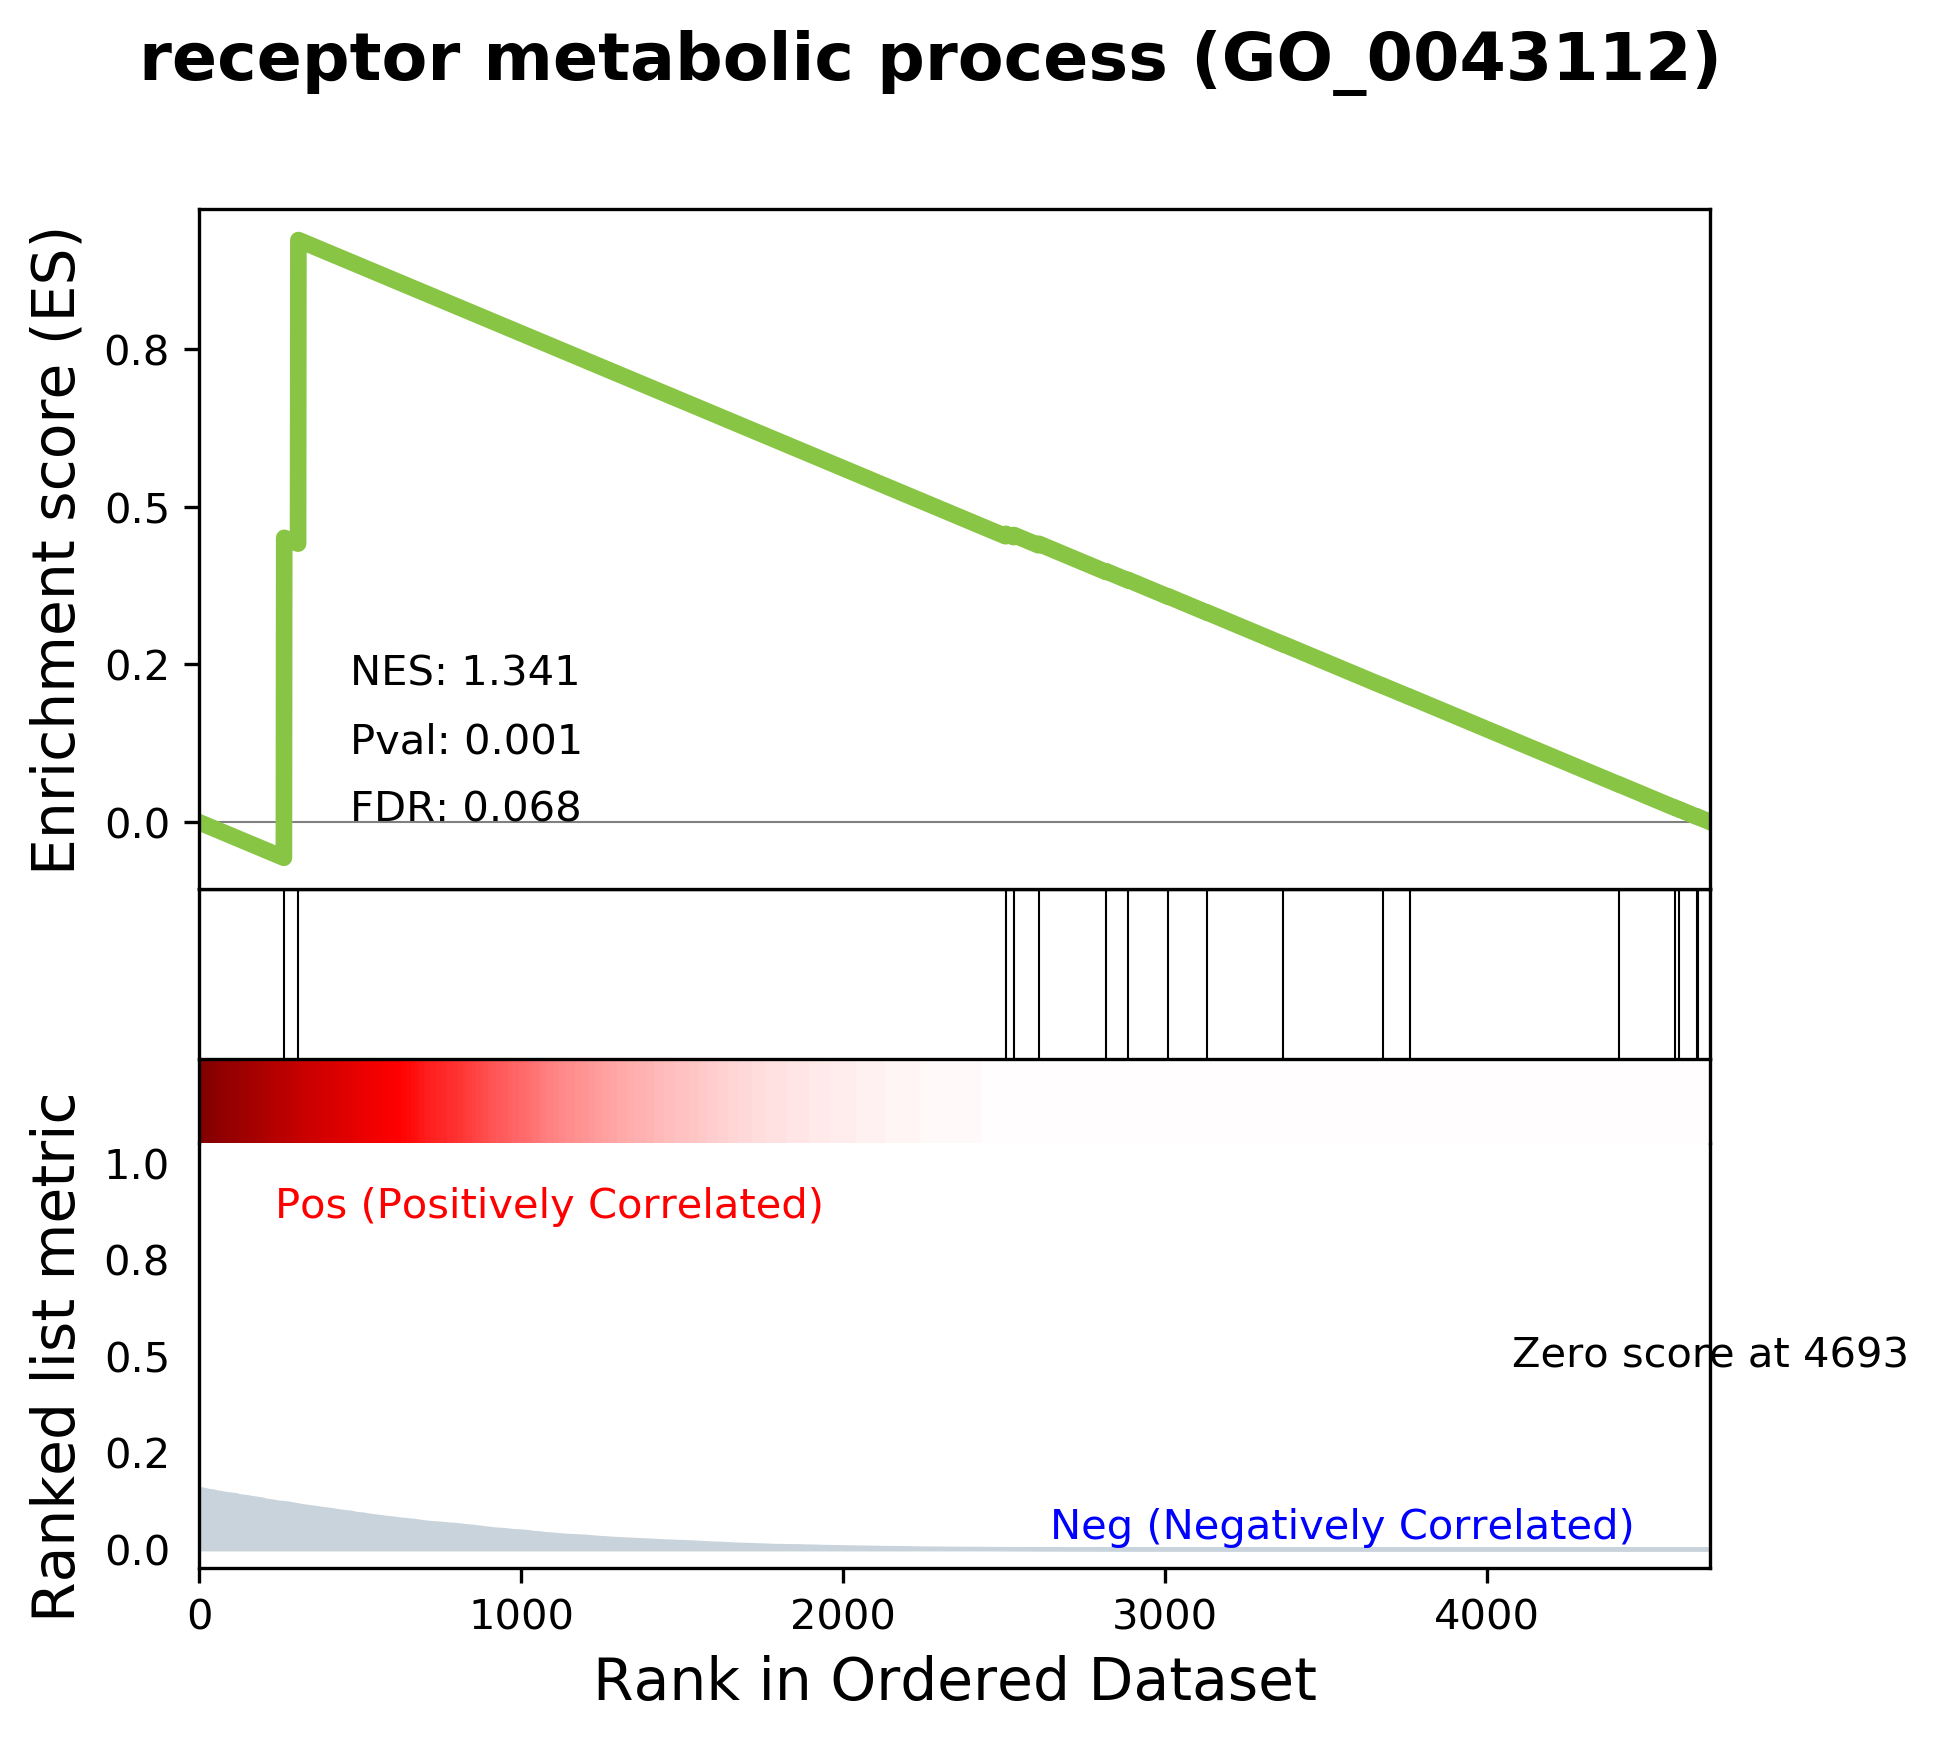 receptor metabolic process (GO_0043112)
Enrichment score (ES)
0.8
0.5
0.2
0.0
NES: 1.341
Pval: 0.001
FDR: 0.068
Ranked list metric
1.0
0.8
0.5
0.2
0.0
Pos (Positively Correlated)
Zero score at 4693
Neg (Negatively Correlated)
0 1000 2000 3000 4000
Rank in Ordered Dataset